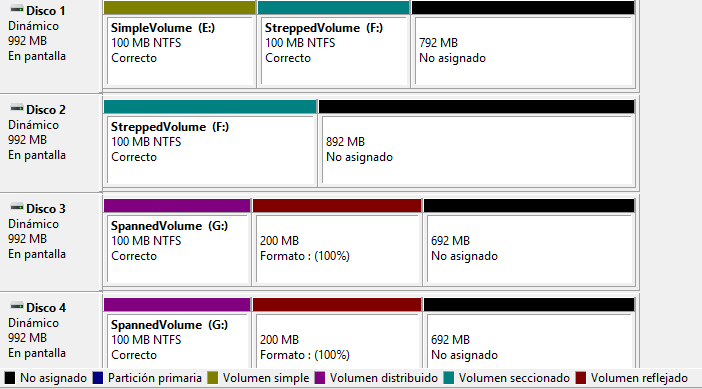 Disco 1
Dinámico
992 MB
En pantalla
SimpleVolume (E:)
100 MB NTFS
Correcto
StreppedVolume (F:)
100 MB NTFS
Correcto
792 MB
No asignado
Disco 2
Dinámico
992 MB
En pantalla
StreppedVolume (F:)
100 MB NTFS
Correcto
892 MB
No asignado
Disco 3
Dinámico
992 MB
En pantalla
SpannedVolume (G:)
100 MB NTFS
Correcto
200 MB
Formato : (100%)
692 MB
No asignado
Disco 4
Dinámico
992 MB
En pantalla
SpannedVolume (G:)
100 MB NTFS
Correcto
200 MB
Formato : (100%)
692 MB
No asignado
No asignado Partición primaria Volumen simple Volumen distribuido Volumen seccionado Volumen reflejado